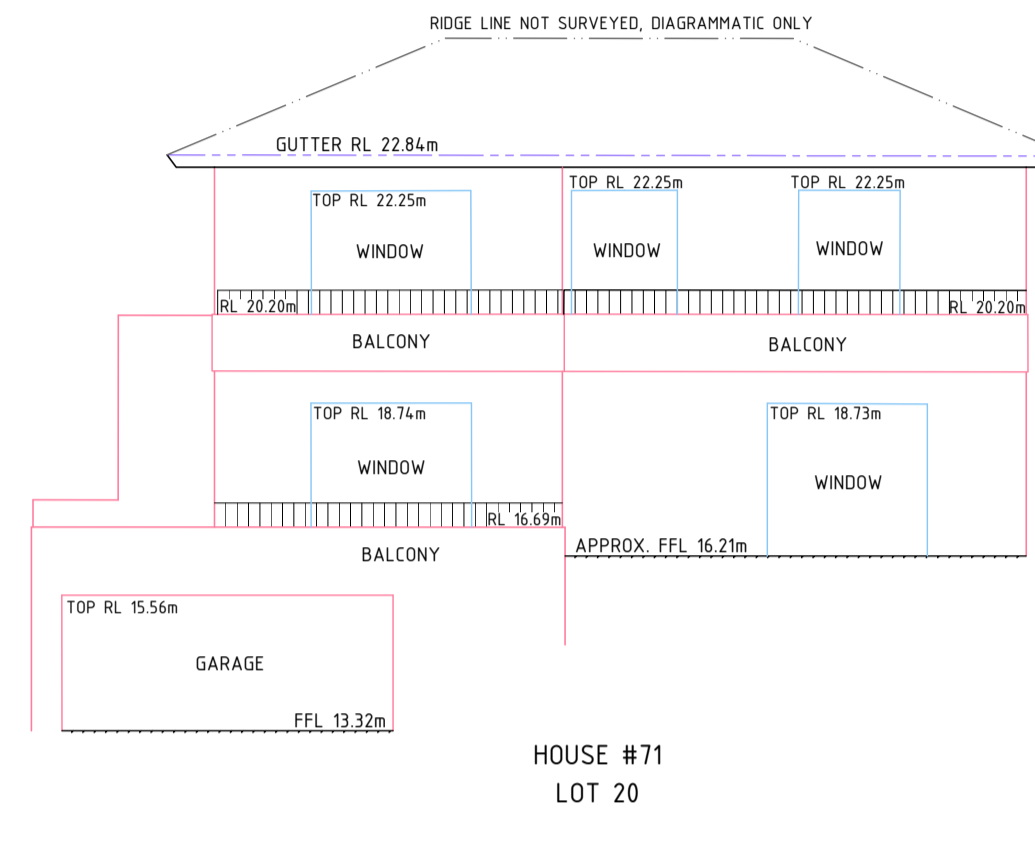 RIDGE LINE NOT SURVEYED, DIAGRAMMATIC ONLY
GUTTER RL 22.84m
TOP RL 22.25m
TOP RL 22.25m
TOP RL 22.25m
WINDOW
WINDOW
WINDOW
RL 20.20m
RL 20.20m
BALCONY
BALCONY
TOP RL 18.74m
TOP RL 18.73m
WINDOW
WINDOW
RL 16.69m
APPROX. FFL 16.21m
BALCONY
TOP RL 15.56m
GARAGE
FFL 13.32m
HOUSE #71
LOT 20